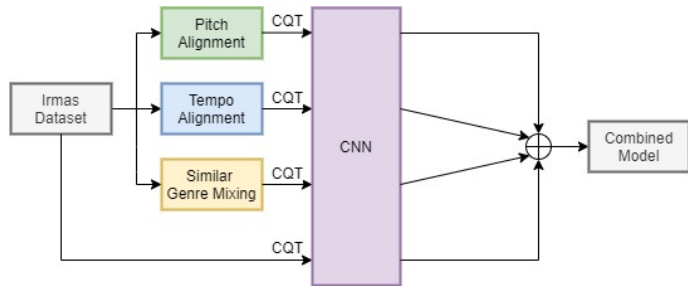 Irmas
Dataset
Pitch
Alignment
CQT
Tempo
Alignment
CQT
Similar
Genre Mixing
CQT
CQT
CNN
Combined
Model